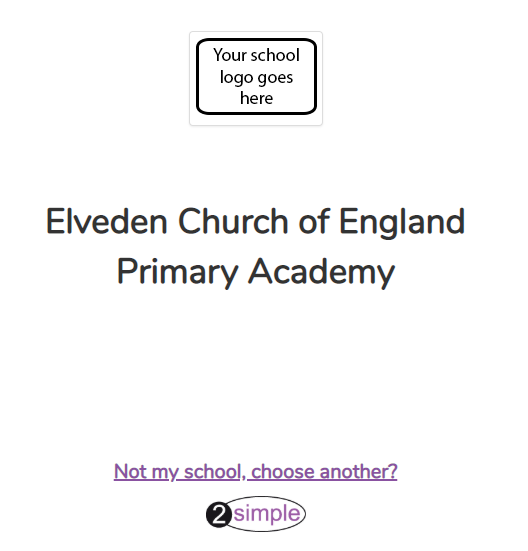 Your school
logo goes
here
Elveden Church of England
Primary Academy
Not my school, choose another?
2simple